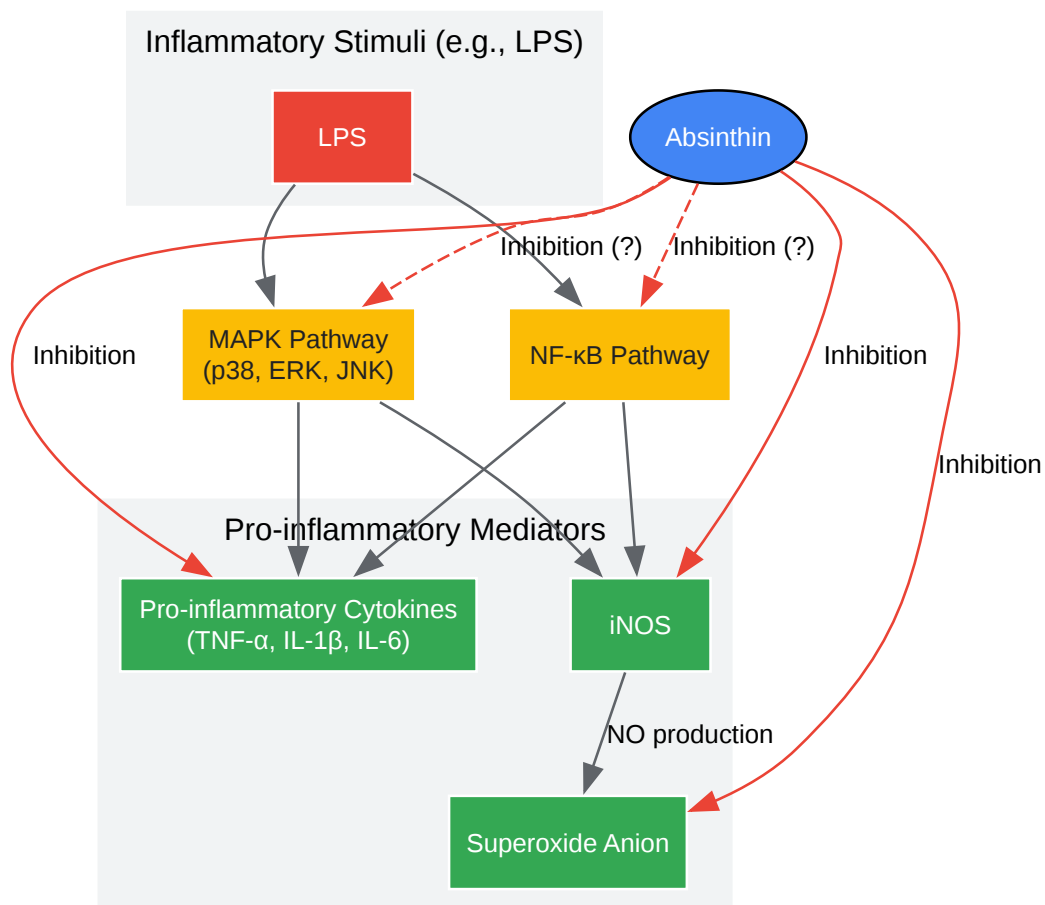 Inflammatory Stimuli (e.g., LPS)
LPS
Absinthin
Inhibition (?)
Inhibition (?)
Inhibition
MAPK Pathway
(p38, ERK, JNK)
NF-κB Pathway
Inhibition
Inhibition
Pro-inflammatory Mediators
Pro-inflammatory Cytokines
(TNF-α, IL-1β, IL-6)
iNOS
NO production
Superoxide Anion